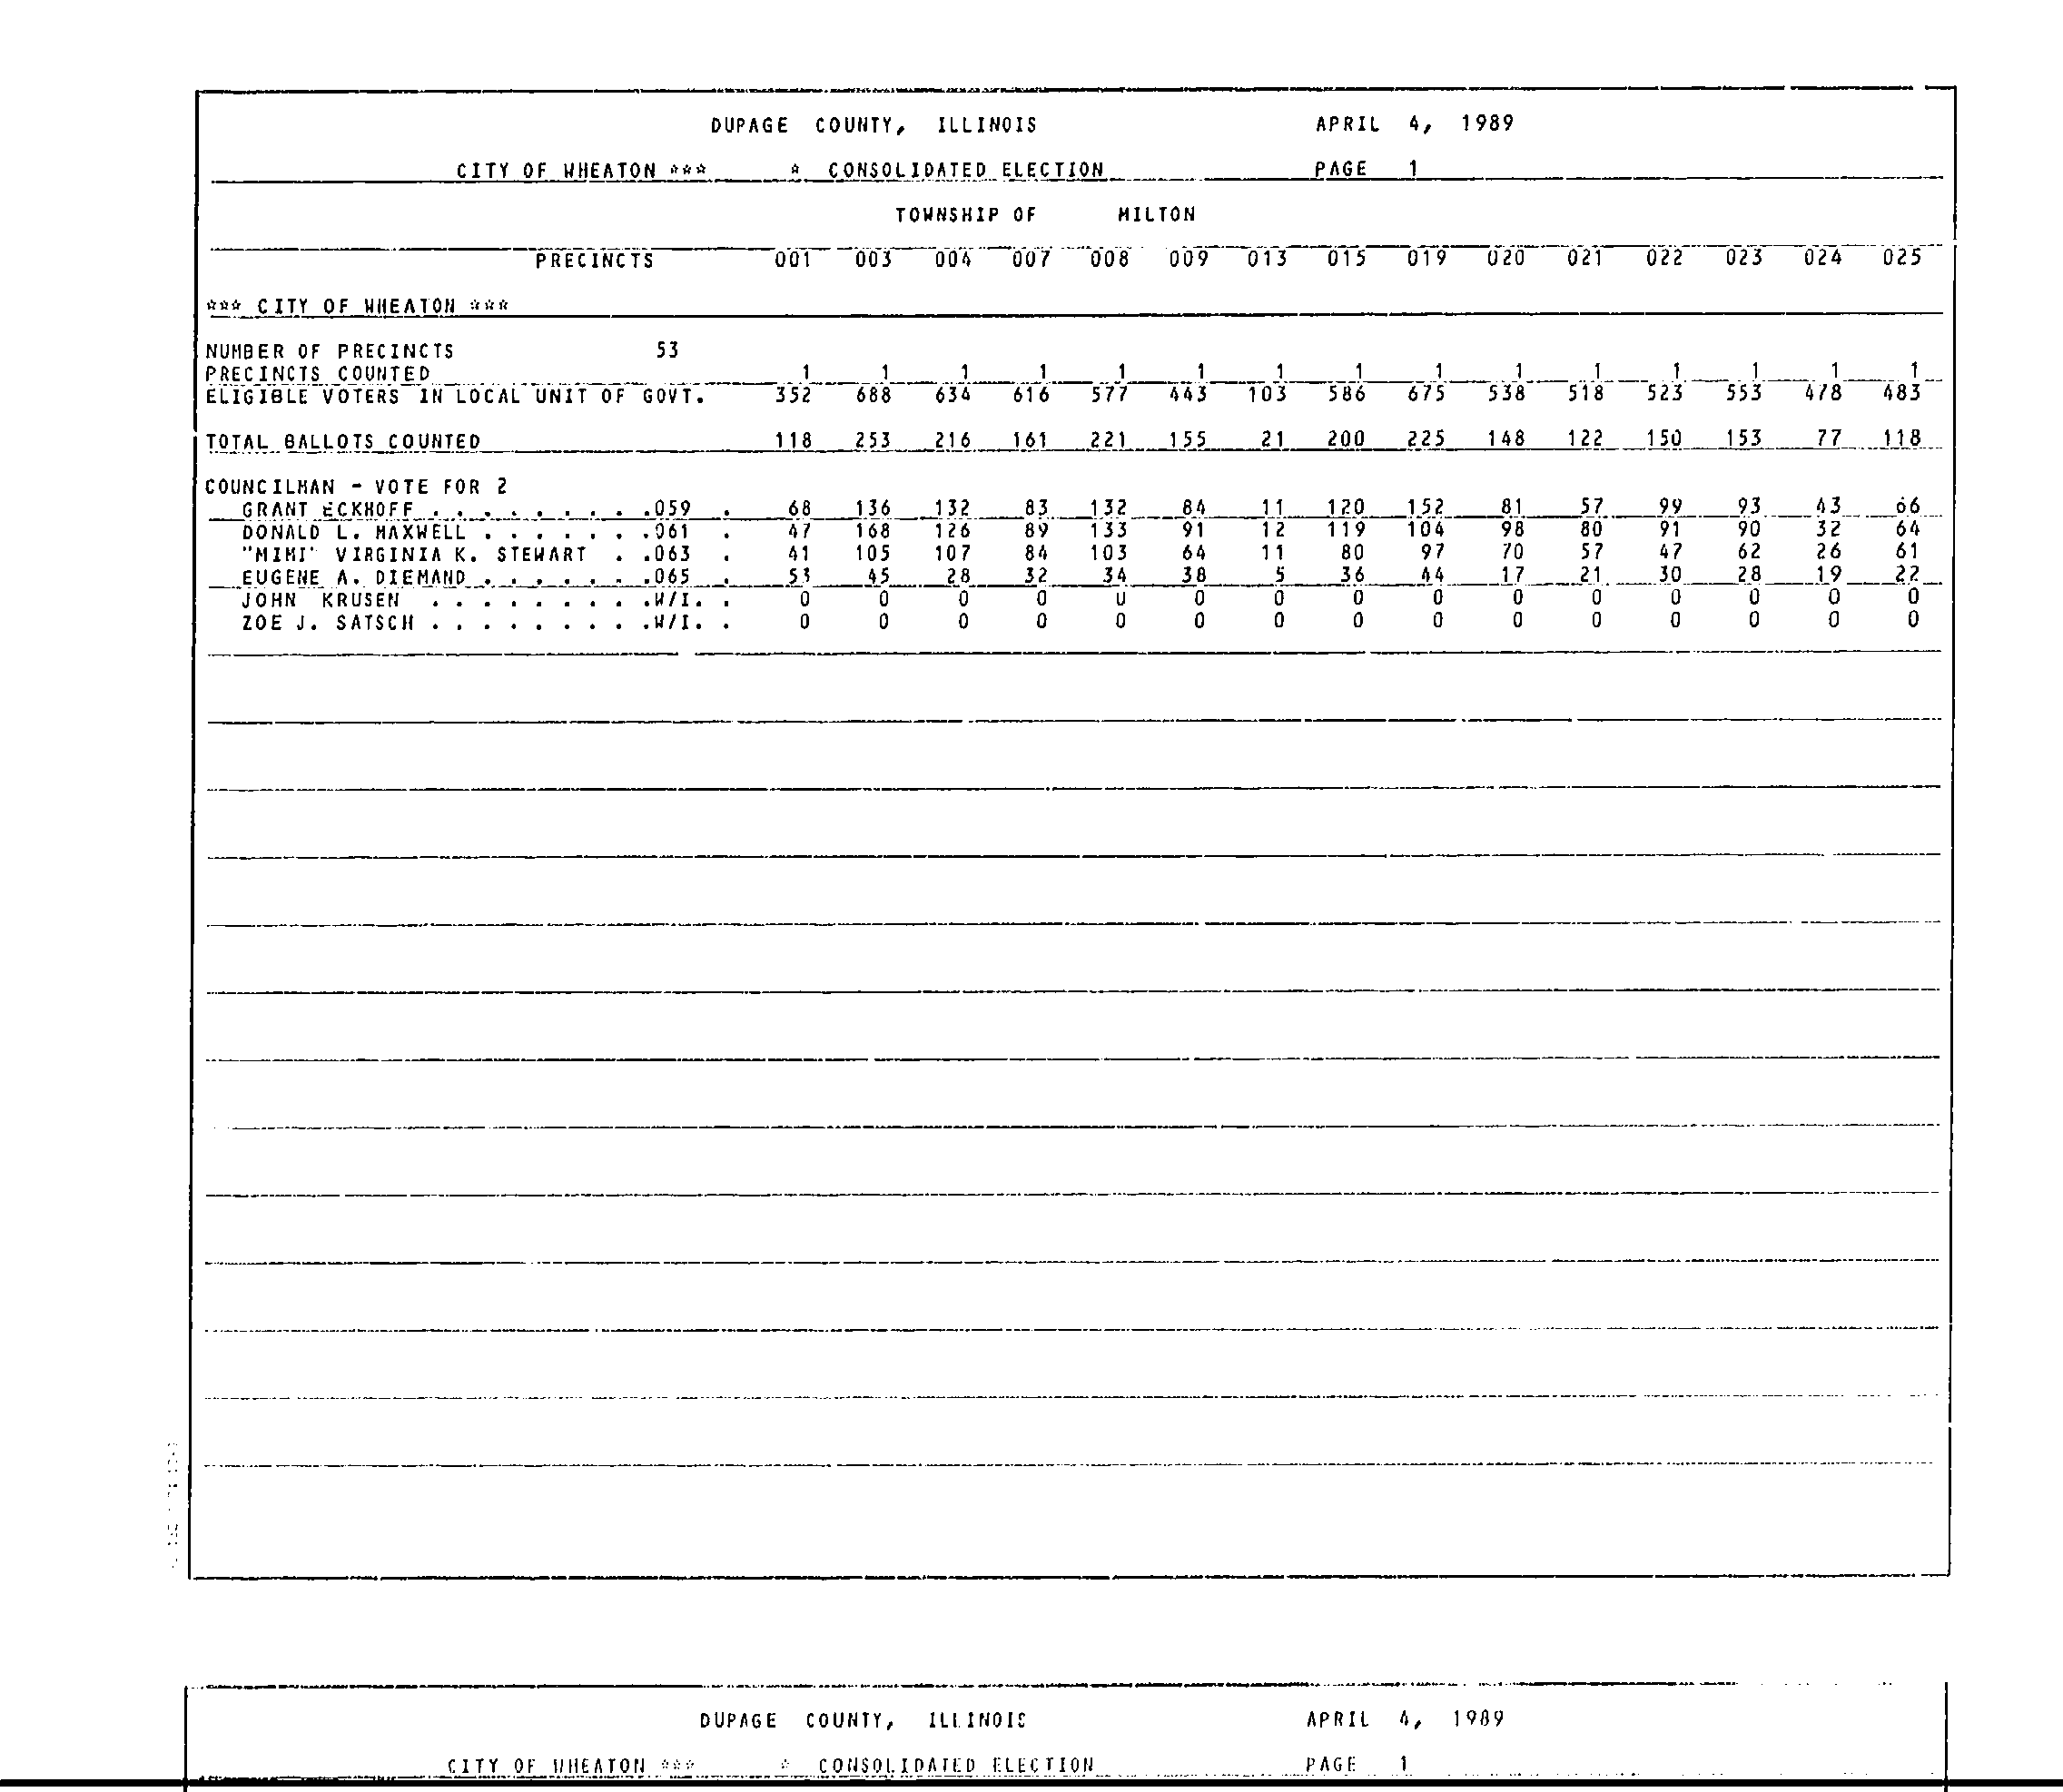 DUPAGE COUNTY, ILLINOIS APRIL 4, 1989
CITY OF WHEATON *** * CONSOLIDATED ELECTION PAGE 1
TOWNSHIP OF MILTON
PRECINCTS 001 003 004 007 008 009 013 015 019 020 021 022 023 024 025
*** CITY OF WHEATON ***
NUMBER OF PRECINCTS 53
PRECINCTS COUNTED 1 1 1 1 1 1 1 1 1 1 1 1 1 1 1
ELIGIBLE VOTERS IN LOCAL UNIT OF GOVT. 352 688 634 616 577 443 103 586 675 538 518 523 553 478 483
TOTAL BALLOTS COUNTED 118 253 216 161 221 155 21 200 225 148 122 150 153 77 118
COUNCILMAN - VOTE FOR 2
GRANT ECKHOFF . . . . . . . . .059 . 68 136 132 83 132 84 11 120 152 81 57 99 93 43 66
DONALD L. MAXWELL . . . . . . .061 . 47 168 126 89 133 91 12 119 104 98 80 91 90 32 64
"MIMI" VIRGINIA K. STEWART . .063 . 41 105 107 84 103 64 11 80 97 70 57 47 62 26 61
EUGENE A. DIEMAND . . . . . . .065 . 53 45 28 32 34 38 5 36 44 17 21 30 28 19 22
JOHN KRUSEN . . . . . . . . .W/I. . 0 0 0 0 0 0 0 0 0 0 0 0 0 0 0
ZOE J. SATSCH . . . . . . . . .W/I. . 0 0 0 0 0 0 0 0 0 0 0 0 0 0 0
DUPAGE COUNTY, ILLINOIS APRIL 4, 1989
CITY OF WHEATON *** * CONSOLIDATED ELECTION PAGE 1